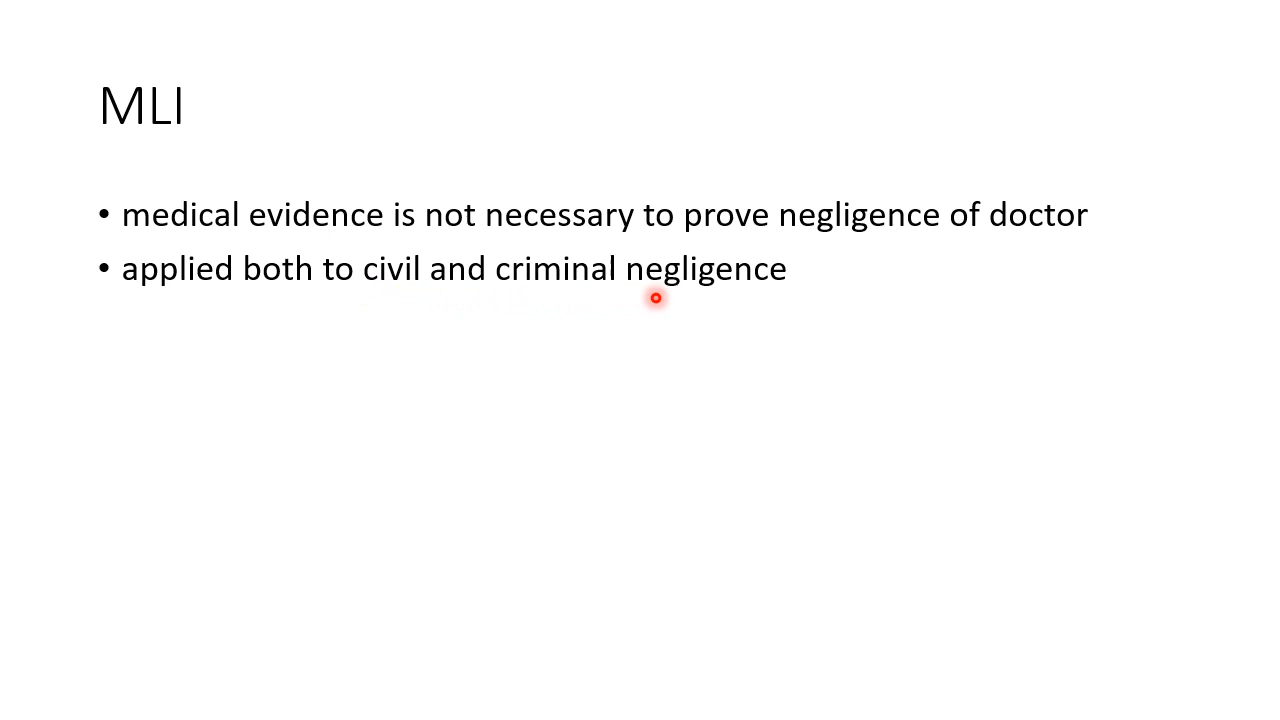 MLI
• medical evidence is not necessary to prove negligence of doctor
• applied both to civil and criminal negligence